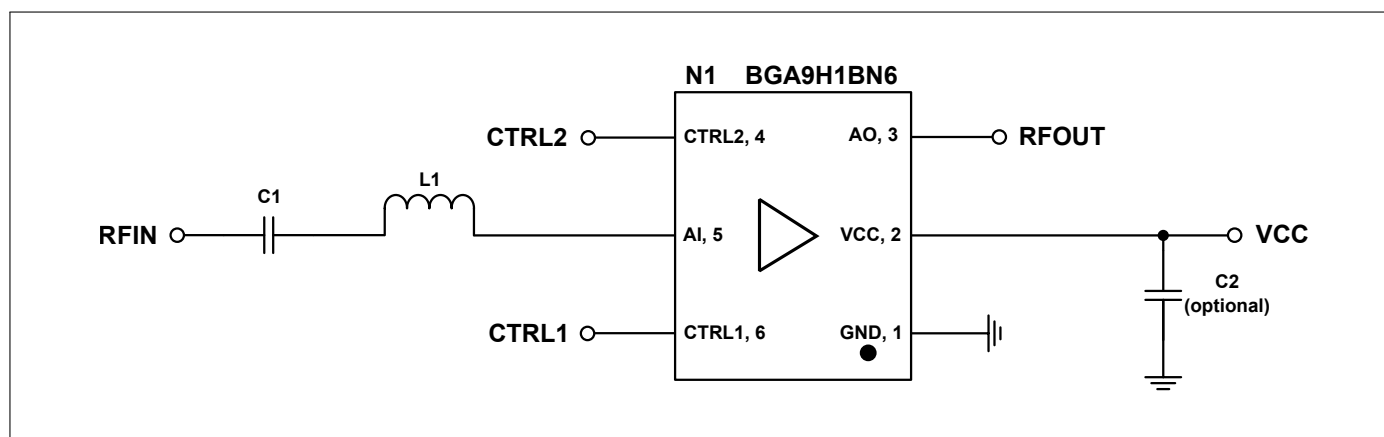 N1 BGA9H1BN6
CTRL2
CTRL2, 4
AO, 3
RFOUT
C1
L1
RFIN
AI, 5
VCC, 2
VCC
C2
(optional)
CTRL1
CTRL1, 6
GND, 1